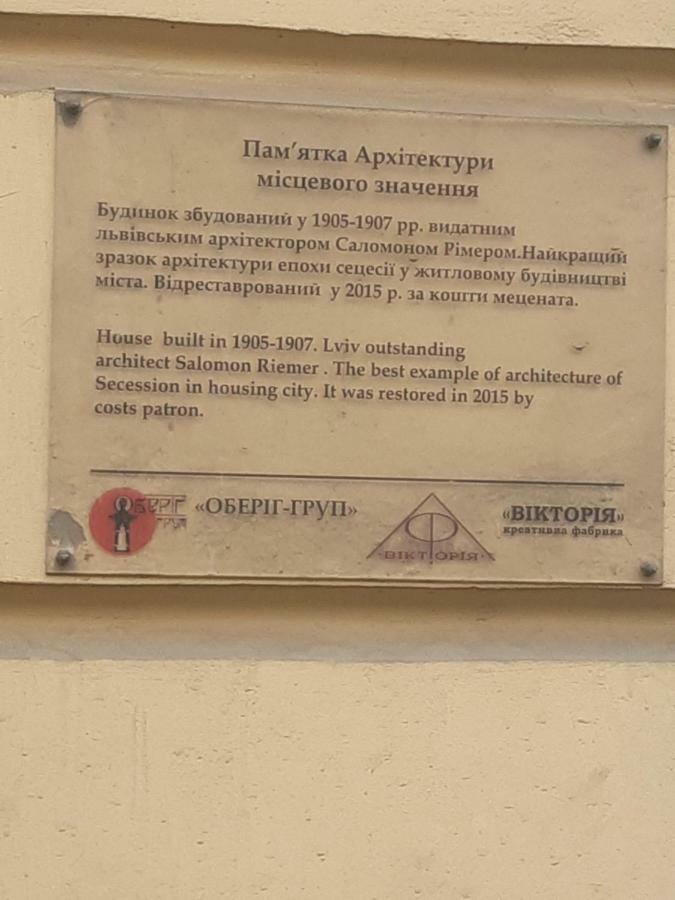 Пам'ятка Архітектури
місцевого значення
Будинок збудований у 1905-1907 рр. видатним
львівським архітектором Саломоном Рімером.Найкращий
зразок архітектури епохи сецесії у житловому будівництві
міста. Відреставрований у 2015 р. за кошти мецената.
House built in 1905-1907. Lviv outstanding
architect Salomon Riemer . The best example of architecture of
Secession in housing city. It was restored in 2015 by
costs patron.
ОБЕРІГ
ГРУП
«ОБЕРІГ-ГРУП»
Ф
·ВІКТОРІЯ·
«ВІКТОРІЯ»
креативна фабрика